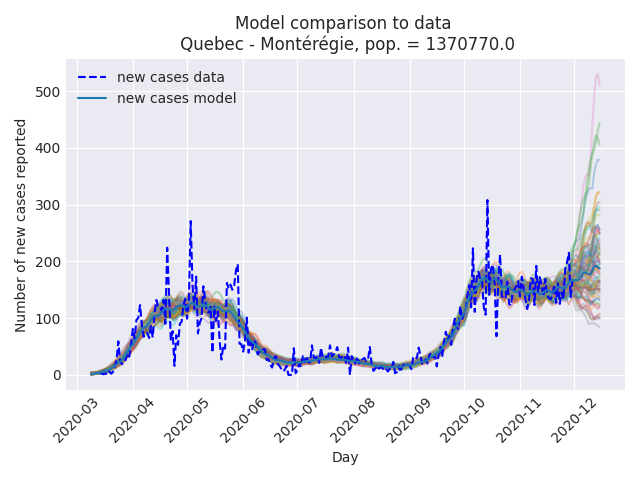 Model comparison to data
Quebec - Montérégie, pop. = 1370770.0
new cases data
new cases model
Number of new cases reported
500
400
300
200
100
0
2020-03
2020-04
2020-05
2020-06
2020-07
2020-08
2020-09
2020-10
2020-11
2020-12
Day